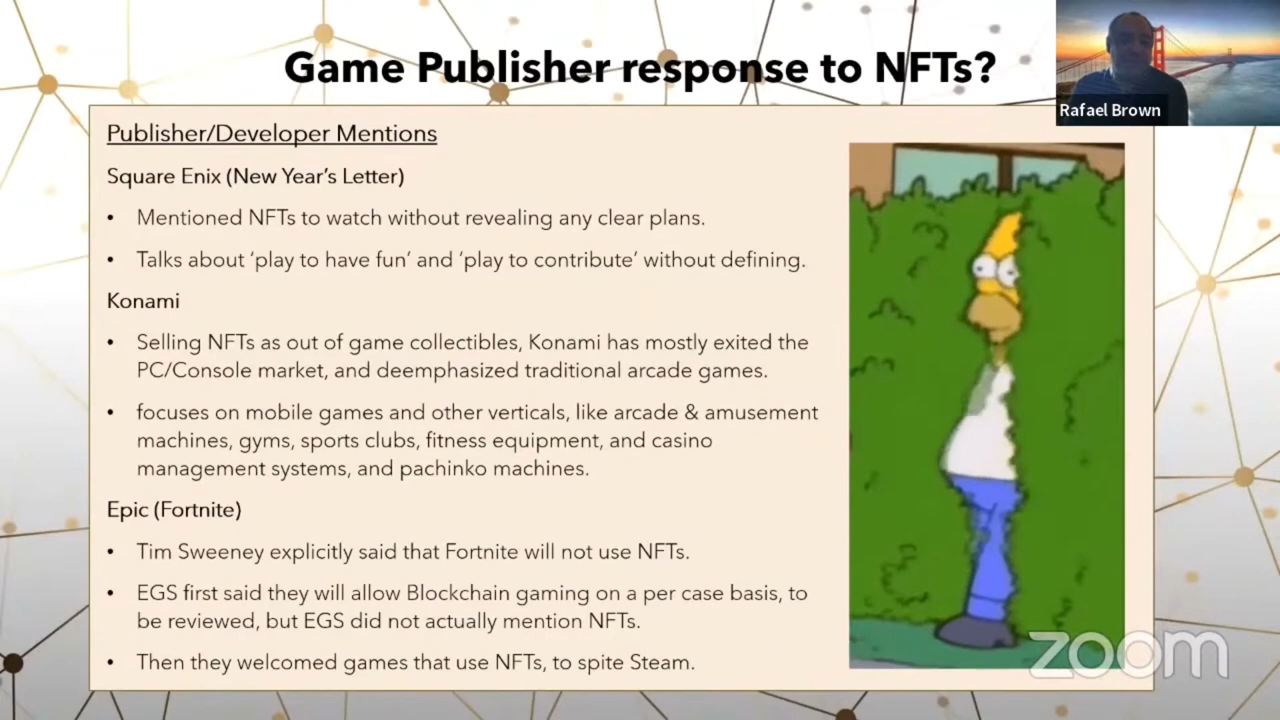 Game Publisher response to NFTs?
Rafael Brown
Publisher/Developer Mentions
Square Enix (New Year's Letter)
• Mentioned NFTs to watch without revealing any clear plans.
• Talks about 'play to have fun' and 'play to contribute' without defining.
Konami
• Selling NFTs as out of game collectibles, Konami has mostly exited the
PC/Console market, and deemphasized traditional arcade games.
• focuses on mobile games and other verticals, like arcade & amusement
machines, gyms, sports clubs, fitness equipment, and casino
management systems, and pachinko machines.
Epic (Fortnite)
• Tim Sweeney explicitly said that Fortnite will not use NFTs.
• EGS first said they will allow Blockchain gaming on a per case basis, to
be reviewed, but EGS did not actually mention NFTs.
• Then they welcomed games that use NFTs, to spite Steam.
zoom